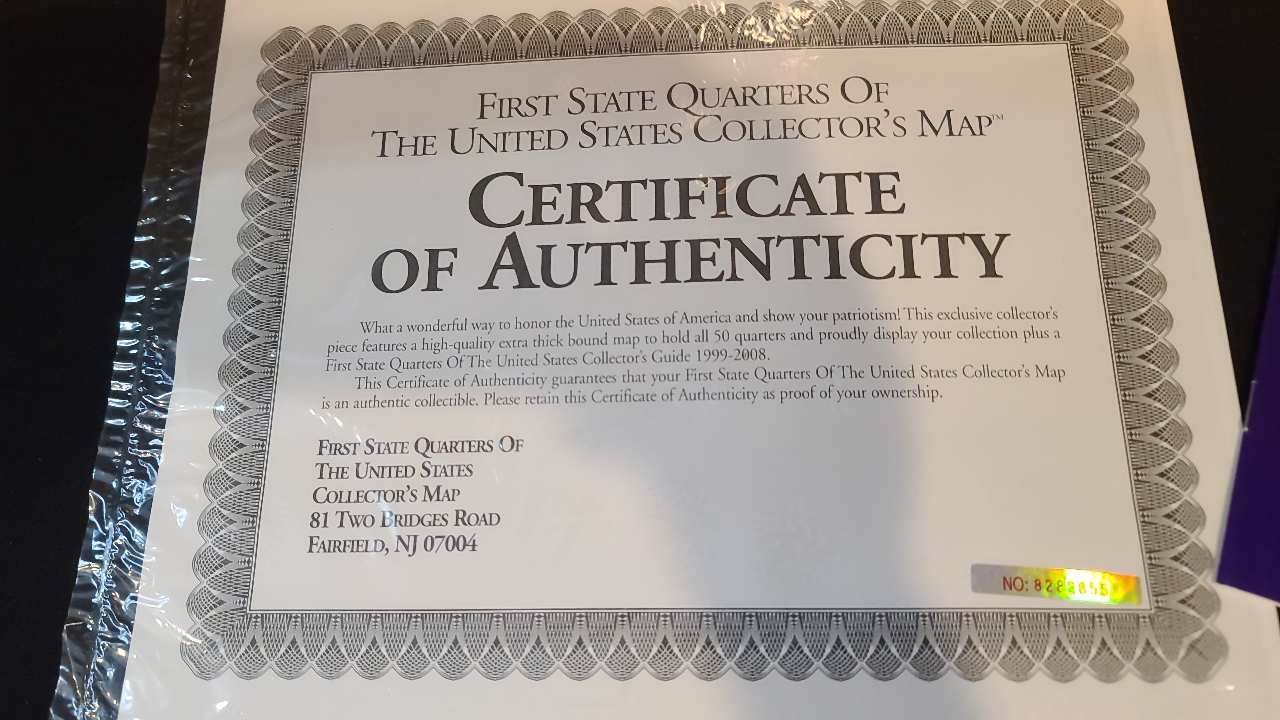 FIRST STATE QUARTERS OF
THE UNITED STATES COLLECTOR'S MAP™
CERTIFICATE
OF AUTHENTICITY
What a wonderful way to honor the United States of America and show your patriotism! This exclusive collector's
piece features a high-quality extra thick bound map to hold all 50 quarters and proudly display your collection plus a
First State Quarters Of The United States Collector's Guide 1999-2008.
This Certificate of Authenticity guarantees that your First State Quarters Of The United States Collector's Map
is an authentic collectible. Please retain this Certificate of Authenticity as proof of your ownership.
FIRST STATE QUARTERS OF
THE UNITED STATES
COLLECTOR'S MAP
81 TWO BRIDGES ROAD
FAIRFIELD, NJ 07004
NO: